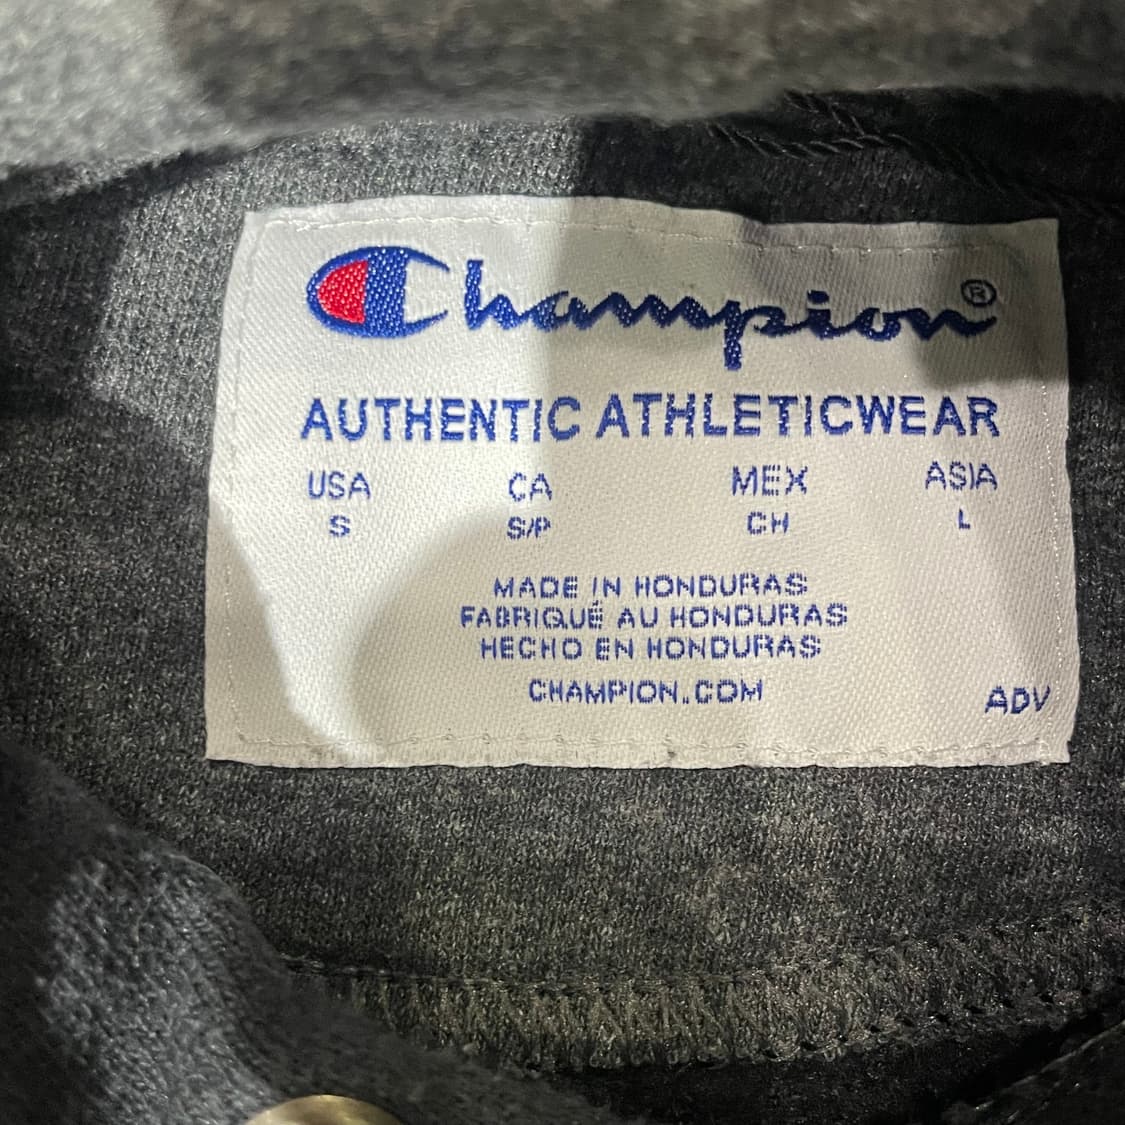 Champion®
AUTHENTIC ATHLETICWEAR
USA CA MEX ASIA
S S/P CH L
MADE IN HONDURAS
FABRIQUÉ AU HONDURAS
HECHO EN HONDURAS
CHAMPION.COM
ADV